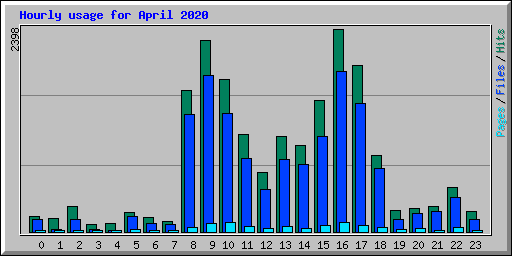 Hourly usage for April 2020
2398
Pages / Files / Hits
0 1 2 3 4 5 6 7 8 9 10 11 12 13 14 15 16 17 18 19 20 21 22 23